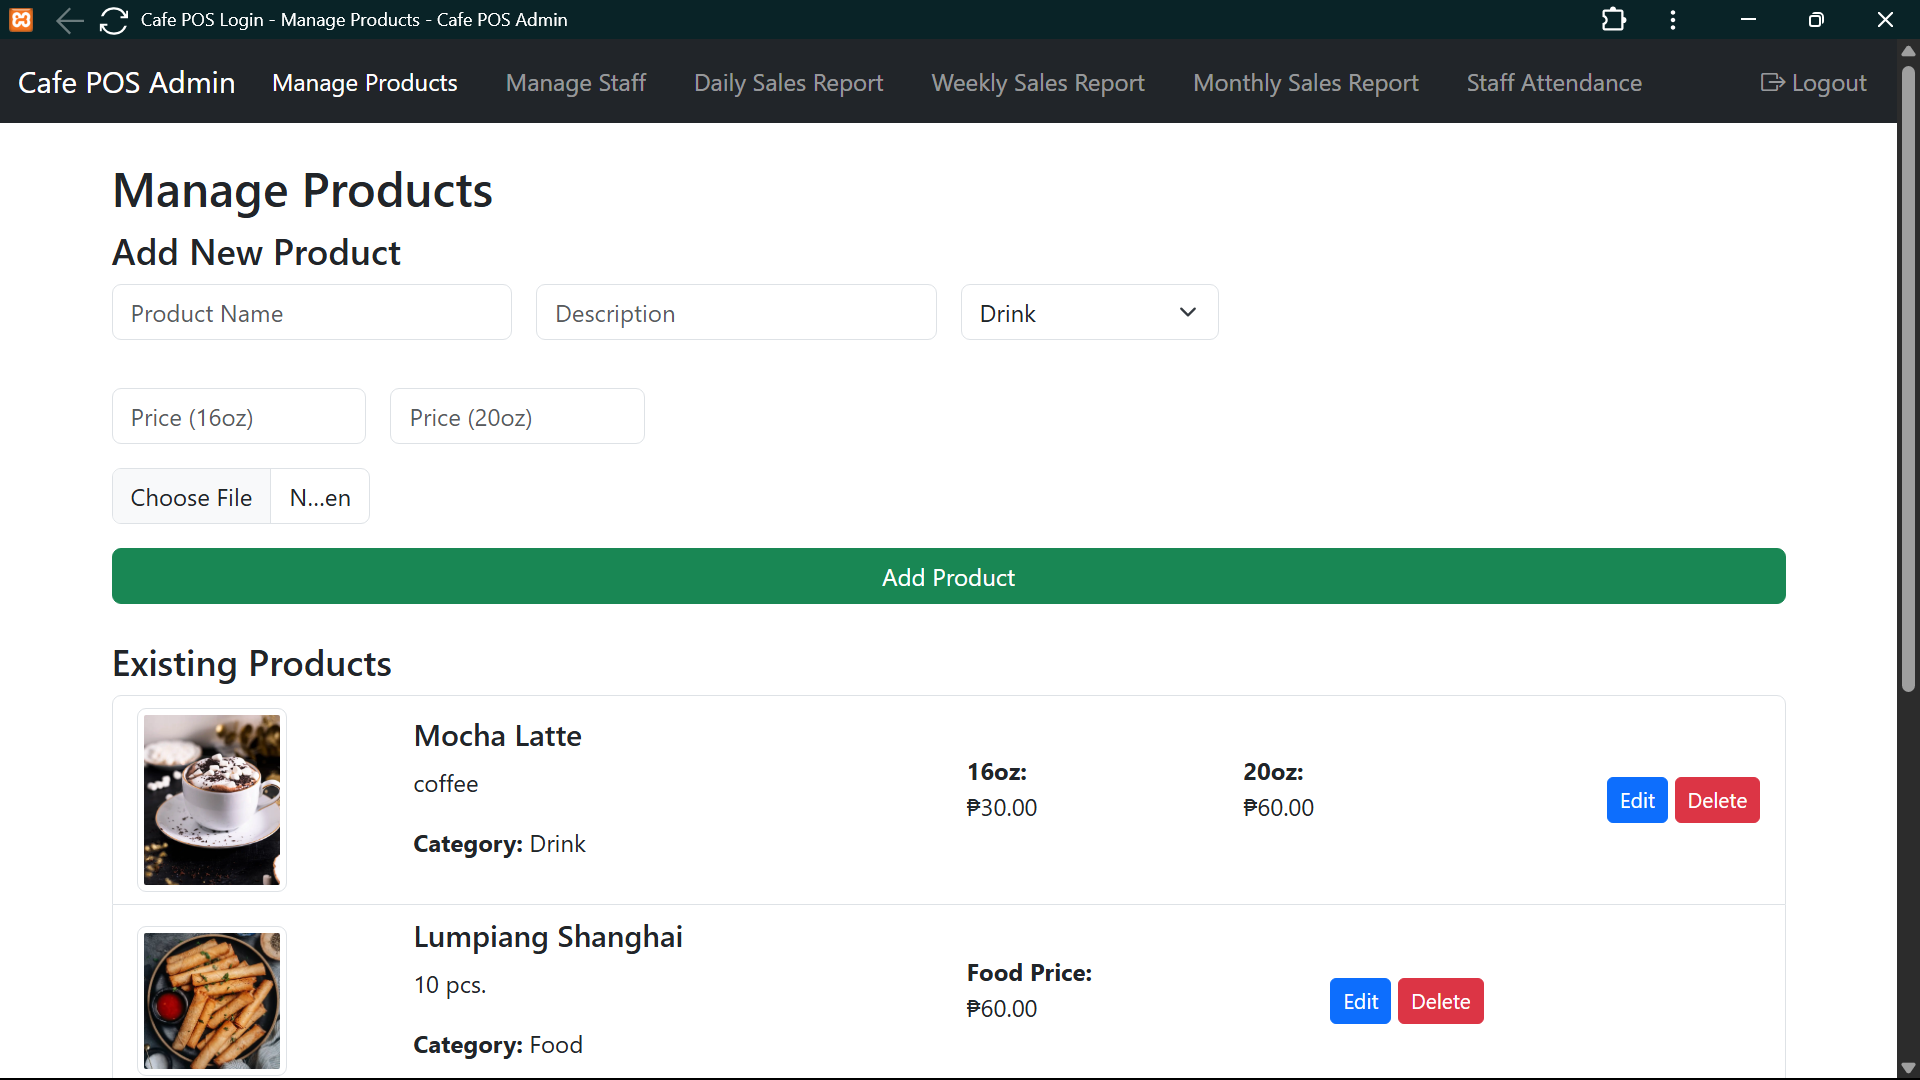 Cafe POS Login - Manage Products - Cafe POS Admin
Cafe POS Admin Manage Products Manage Staff Daily Sales Report Weekly Sales Report Monthly Sales Report Staff Attendance Logout
Manage Products
Add New Product
Product Name Description Drink
Price (16oz) Price (20oz)
Choose File N...en
Add Product
Existing Products
Mocha Latte
coffee
Category: Drink
16oz:
₱30.00
20oz:
₱60.00
Edit Delete
Lumpiang Shanghai
10 pcs.
Category: Food
Food Price:
₱60.00
Edit Delete